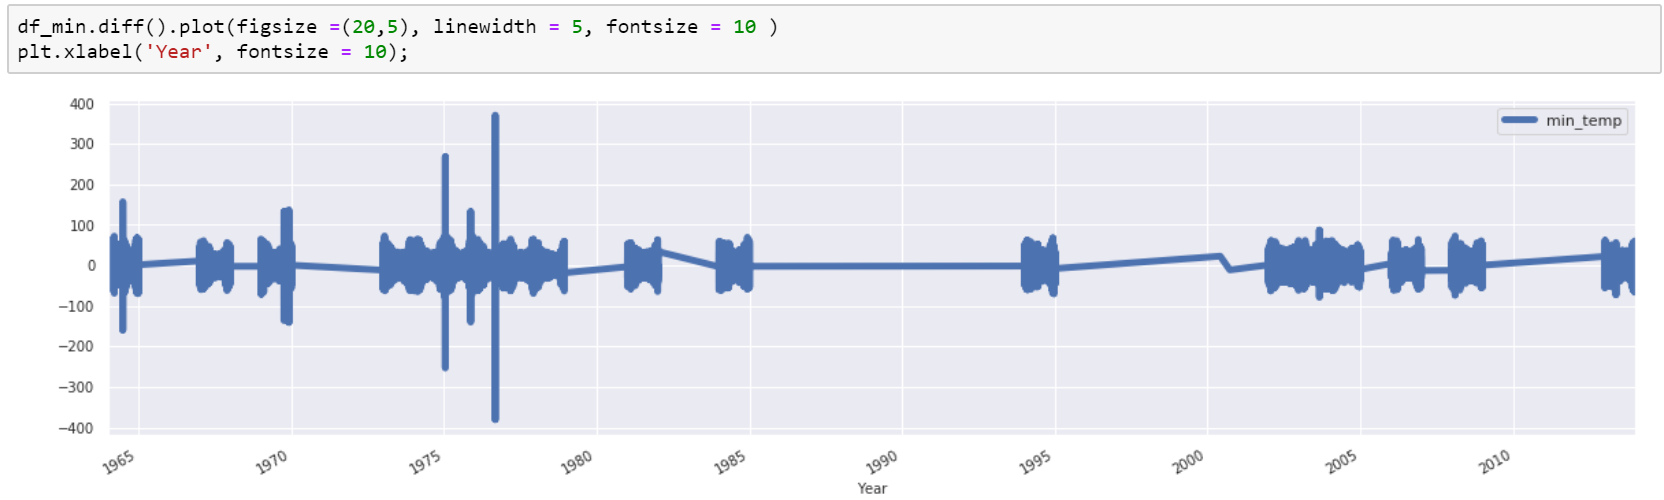 df_min.diff().plot(figsize =(20,5), linewidth = 5, fontsize = 10 )
plt.xlabel('Year', fontsize = 10);
400
300
200
100
0
−100
−200
−300
−400
min_temp
1965 1970 1975 1980 1985 1990 1995 2000 2005 2010
Year